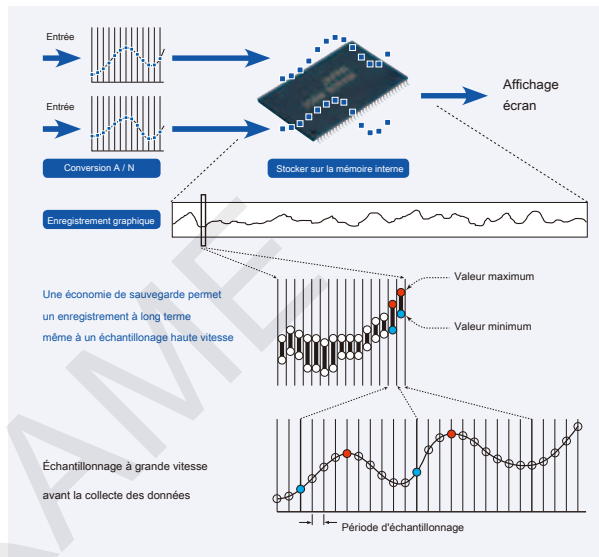 Entrée
Entrée
Affichage
écran
Conversion A / N
Stocker sur la mémoire interne
Enregistrement graphique
Valeur maximum
Une économie de sauvegarde permet
un enregistrement à long terme
Valeur minimum
même à un échantillonage haute vitesse
Échantillonnage à grande vitesse
avant la collecte des données
Période d'échantillonnage